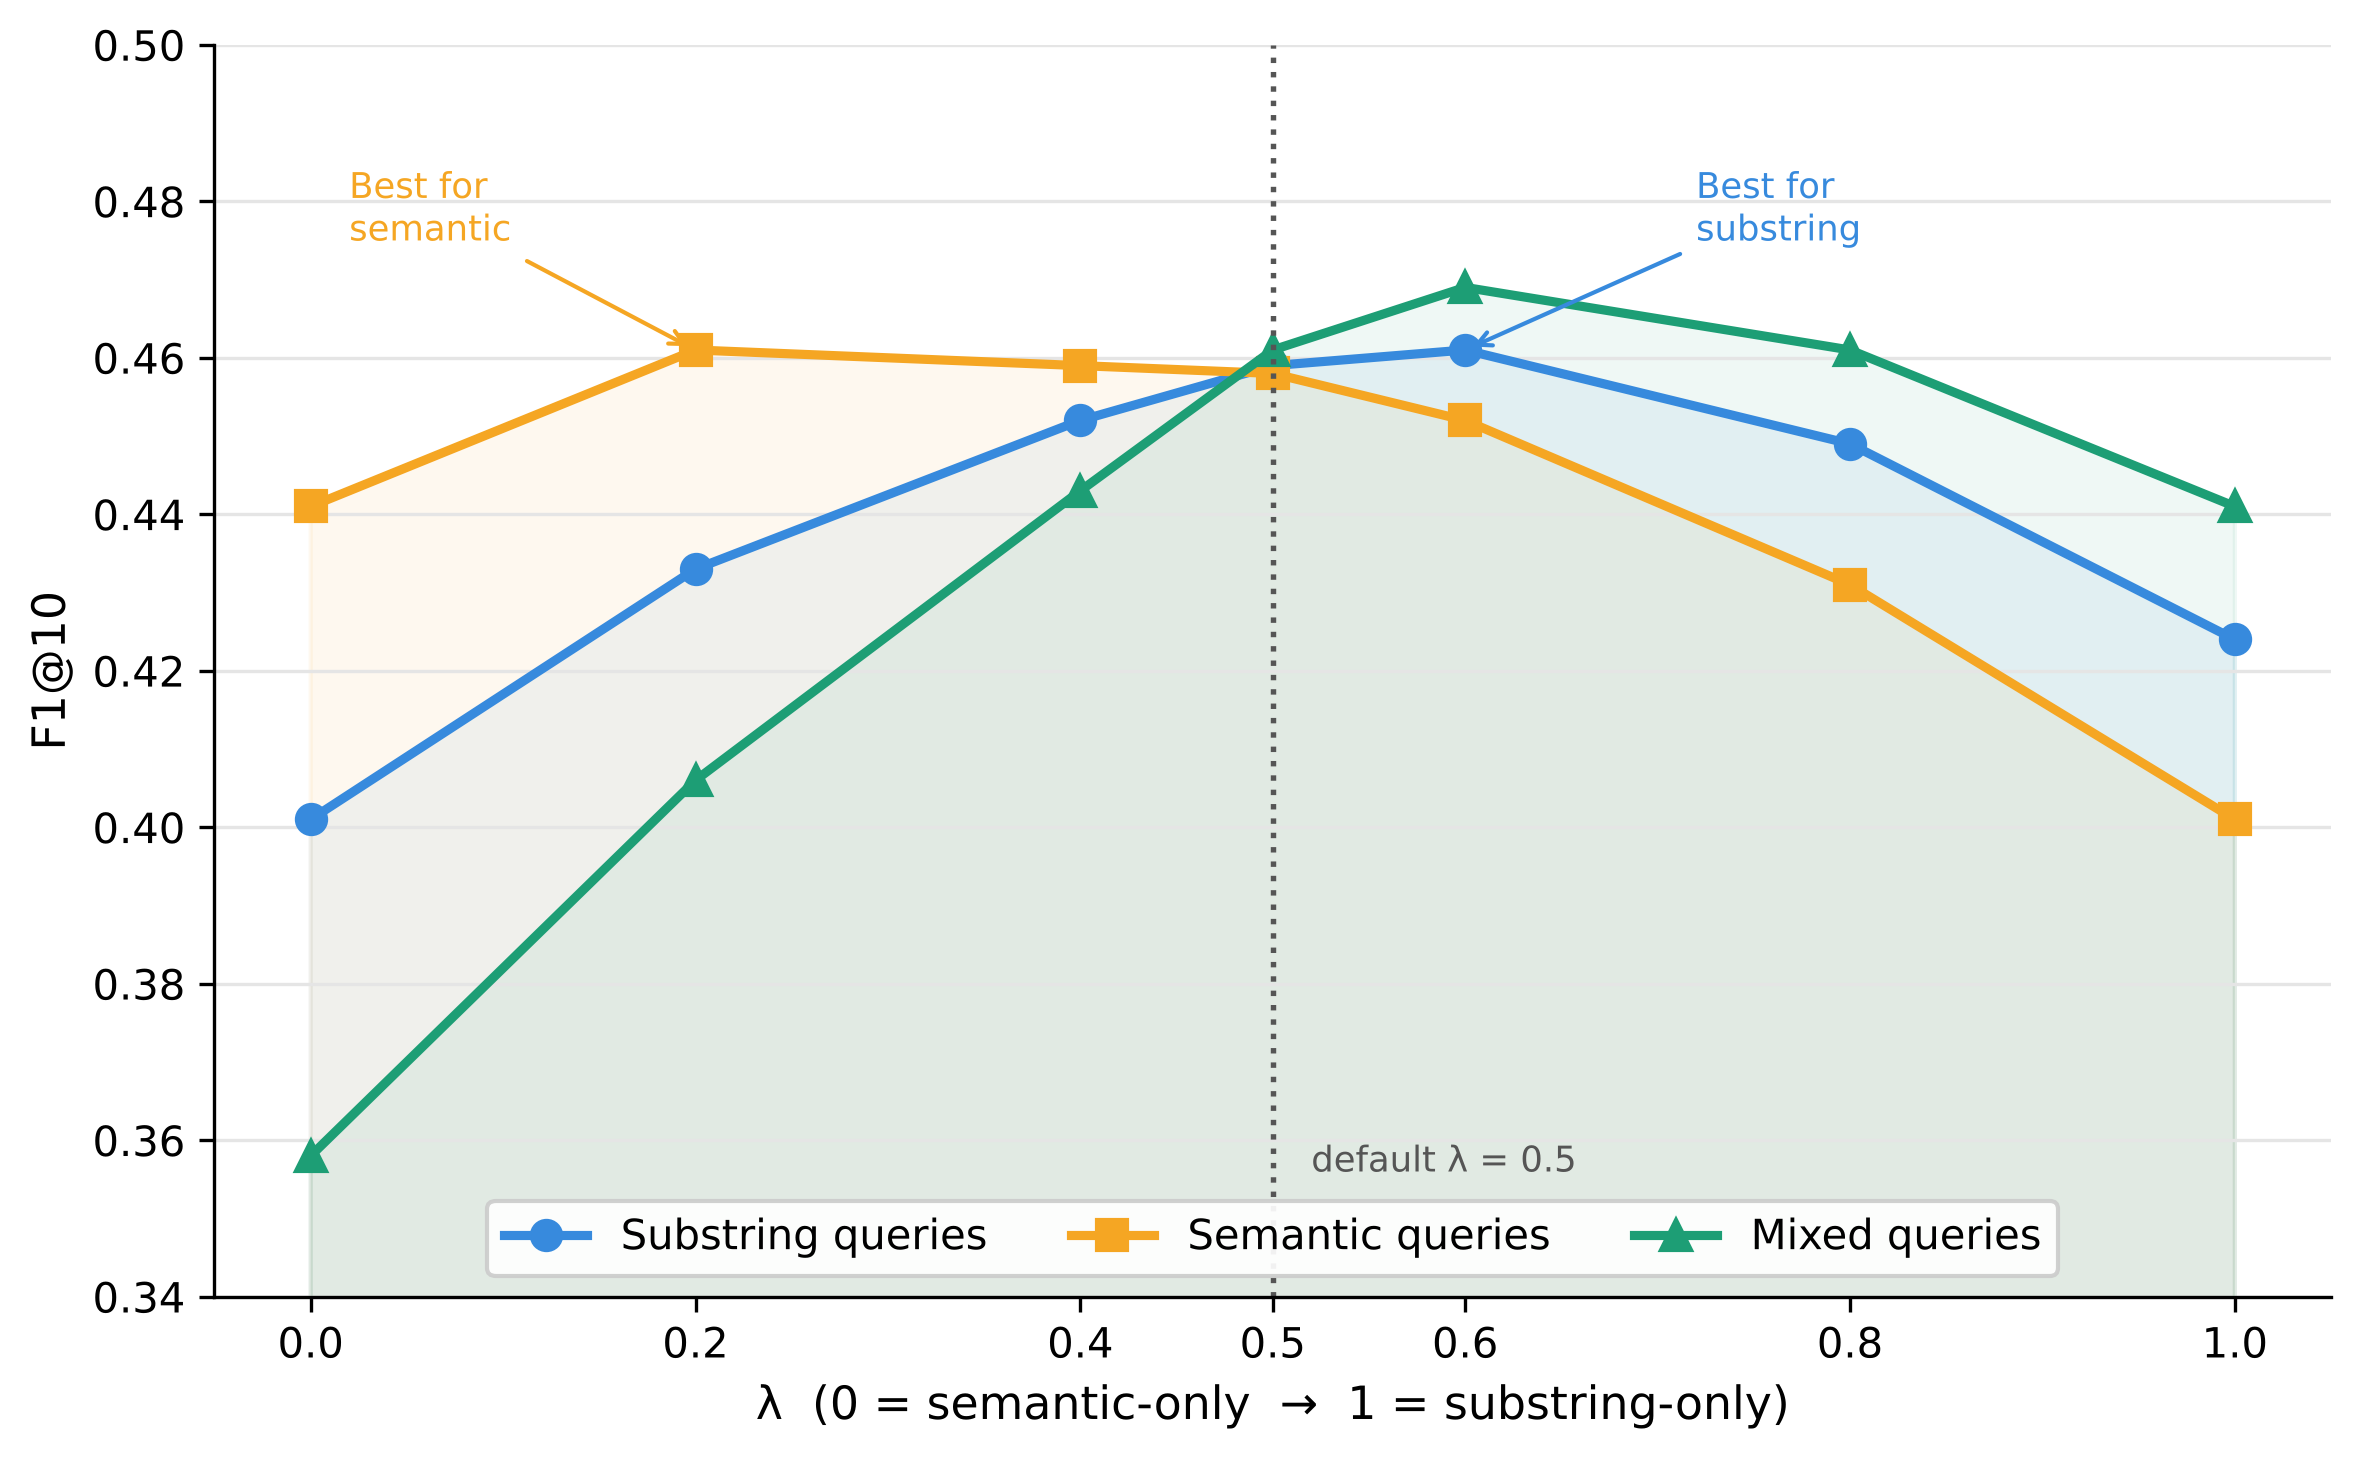 F1@10
0.50
0.48
0.46
0.44
0.42
0.40
0.38
0.36
0.34
Best for
semantic
Best for
substring
default λ = 0.5
Substring queries
Semantic queries
Mixed queries
0.0 0.2 0.4 0.5 0.6 0.8 1.0
λ (0 = semantic-only → 1 = substring-only)